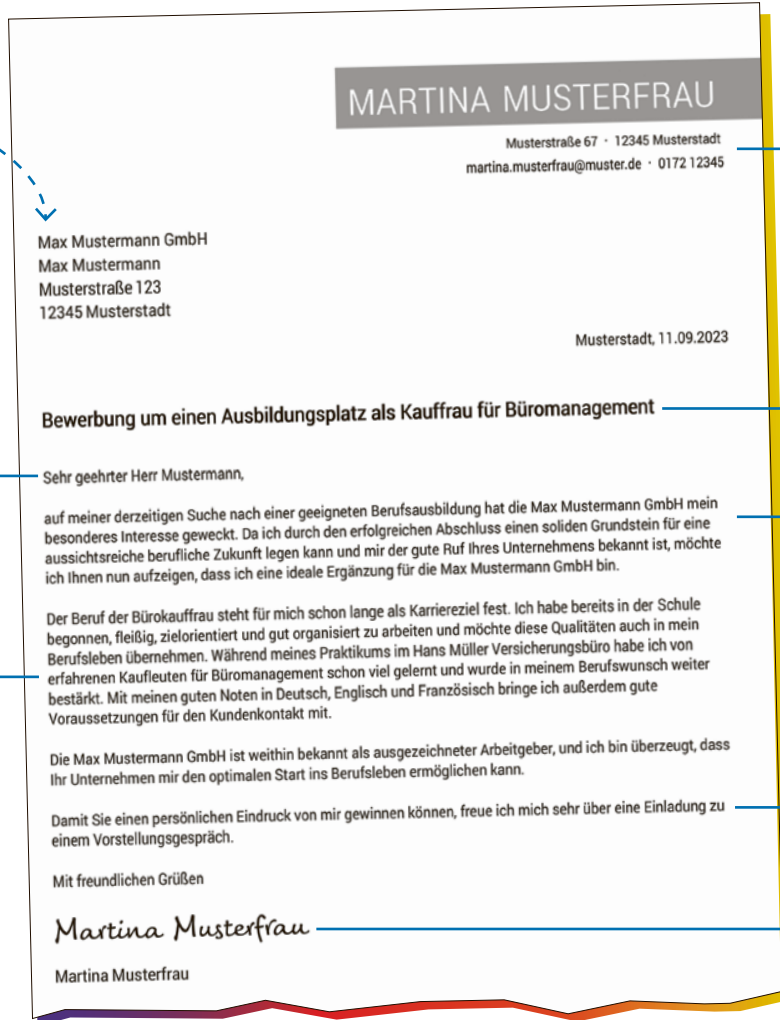 MARTINA MUSTERFRAU
Musterstraße 67 · 12345 Musterstadt
martina.musterfrau@muster.de · 0172 12345
Max Mustermann GmbH
Max Mustermann
Musterstraße 123
12345 Musterstadt
Musterstadt, 11.09.2023
Bewerbung um einen Ausbildungsplatz als Kauffrau für Büromanagement
Sehr geehrter Herr Mustermann,
auf meiner derzeitigen Suche nach einer geeigneten Berufsausbildung hat die Max Mustermann GmbH mein
besonderes Interesse geweckt. Da ich durch den erfolgreichen Abschluss einen soliden Grundstein für eine
aussichtsreiche berufliche Zukunft legen kann und mir der gute Ruf Ihres Unternehmens bekannt ist, möchte
ich Ihnen nun aufzeigen, dass ich eine ideale Ergänzung für die Max Mustermann GmbH bin.
Der Beruf der Bürokauffrau steht für mich schon lange als Karriereziel fest. Ich habe bereits in der Schule
begonnen, fleißig, zielorientiert und gut organisiert zu arbeiten und möchte diese Qualitäten auch in mein
Berufsleben übernehmen. Während meines Praktikums im Hans Müller Versicherungsbüro habe ich von
erfahrenen Kaufleuten für Büromanagement schon viel gelernt und wurde in meinem Berufswunsch weiter
bestärkt. Mit meinen guten Noten in Deutsch, Englisch und Französisch bringe ich außerdem gute
Voraussetzungen für den Kundenkontakt mit.
Die Max Mustermann GmbH ist weithin bekannt als ausgezeichneter Arbeitgeber, und ich bin überzeugt, dass
Ihr Unternehmen mir den optimalen Start ins Berufsleben ermöglichen kann.
Damit Sie einen persönlichen Eindruck von mir gewinnen können, freue ich mich sehr über eine Einladung zu
einem Vorstellungsgespräch.
Mit freundlichen Grüßen
Martina Musterfrau
Martina Musterfrau